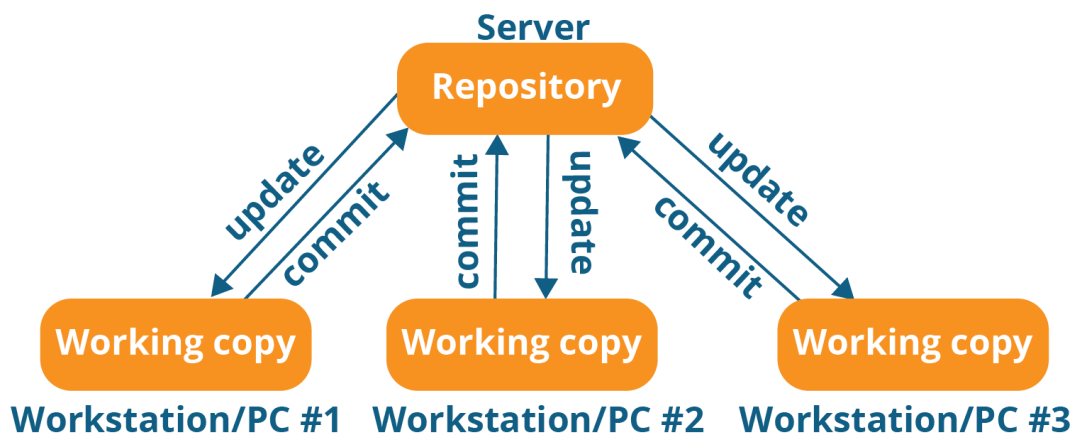 Server
Repository
update
commit
commit
update
update
commit
Working copy
Working copy
Working copy
Workstation/PC #1
Workstation/PC #2
Workstation/PC #3